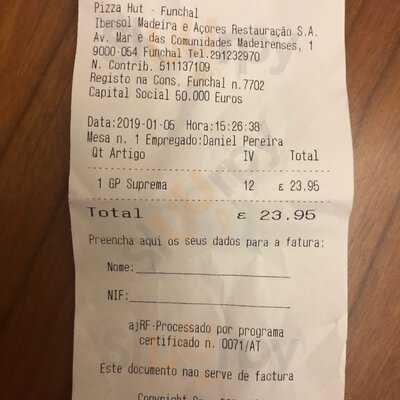 Pizza Hut - Funchal
Ibersol Madeira e Açores Restauração S.A.
Av. Mar e das Comunidades Madeirenses, 1
9000-054 Funchal Tel.291232970
N. Contrib. 511137109
Registo na Cons. Funchal n.7702
Capital Social 50.000 Euros
Data:2019-01-05 Hora:15:26:38
Mesa n. 1 Empregado:Daniel Pereira
Qt Artigo IV Total
1 GP Suprema 12 £ 23.95
Total £ 23.95
Preencha aqui os seus dados para a fatura:
Nome:
NIF:
ajRF-Processado por programa
certificado n. 0071/AT
Este documento nao serve de factura
Copyright